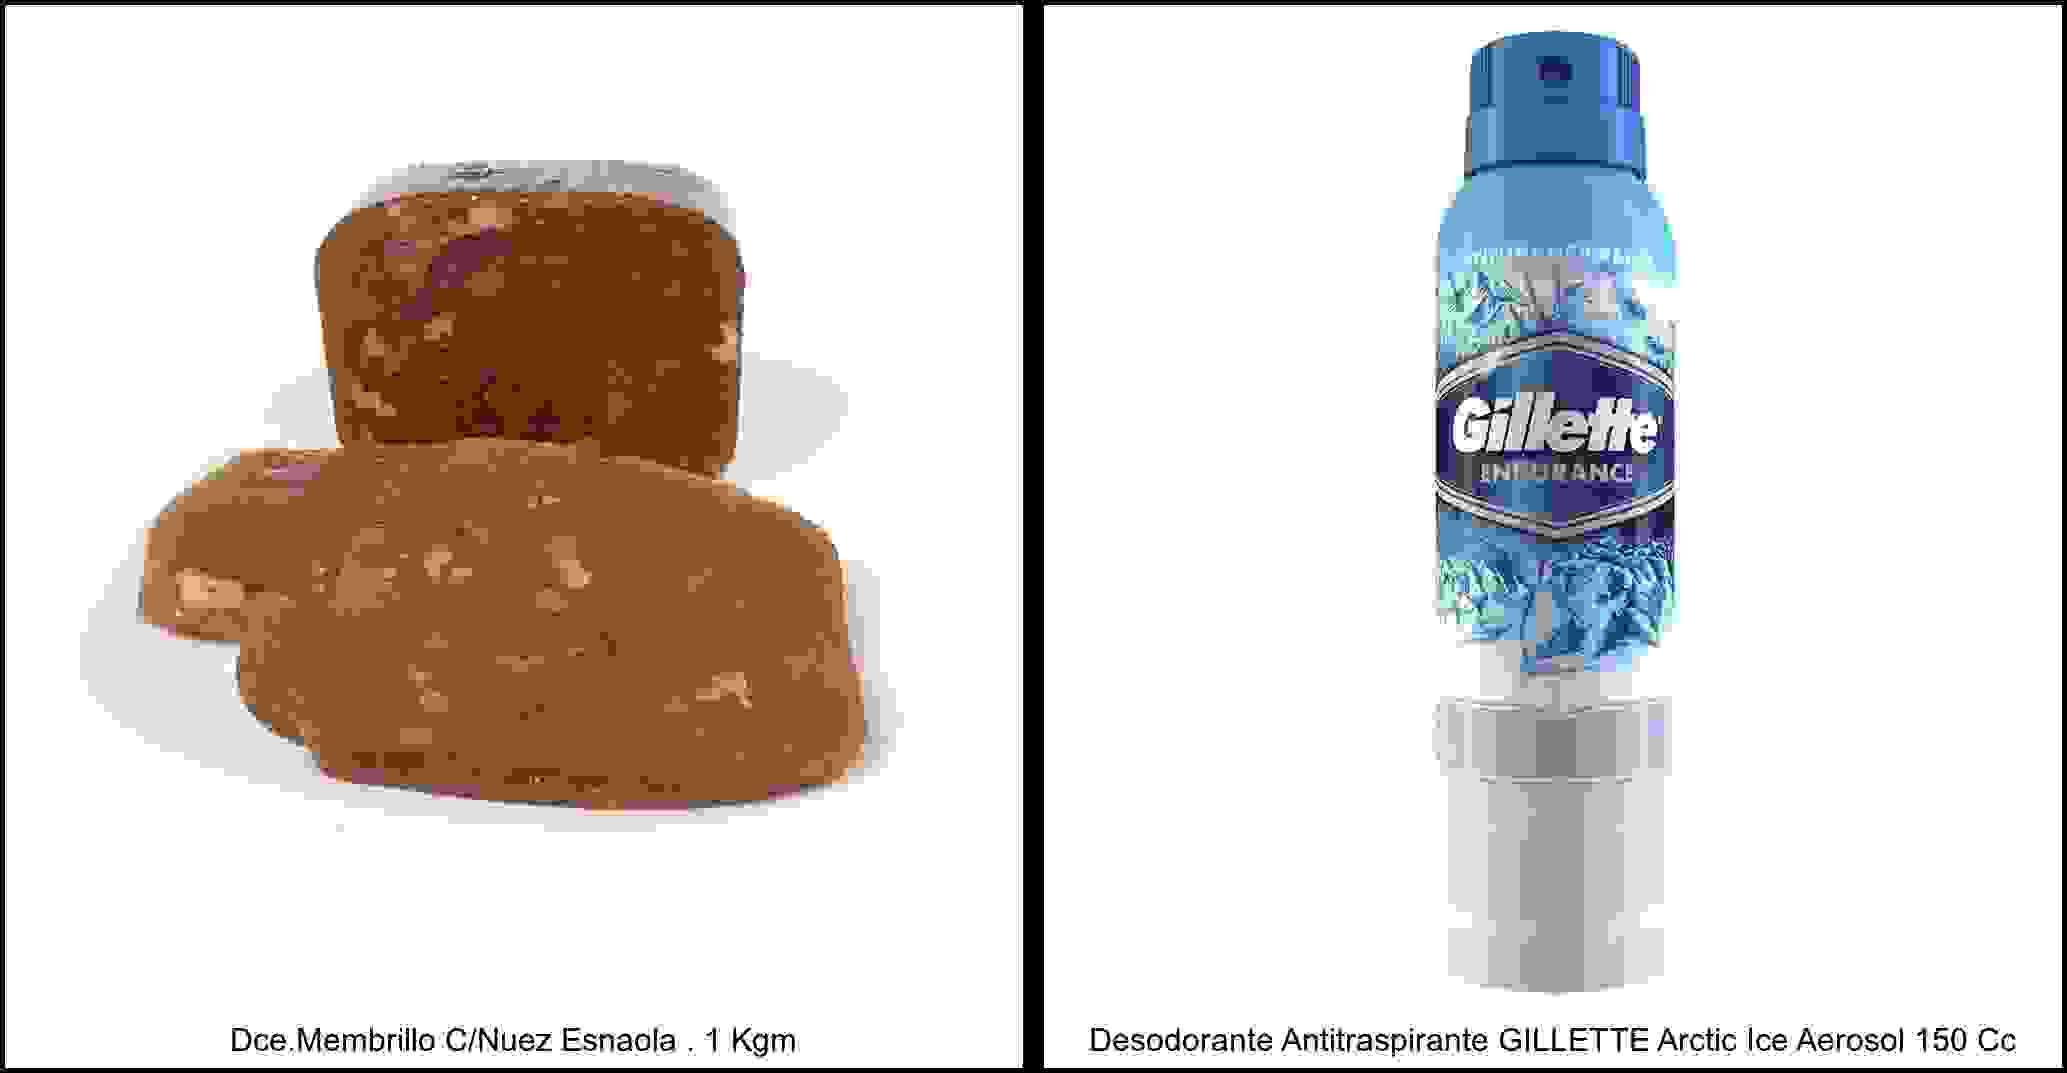 Gillette
ENDURANCE
Dce.Membrillo C/Nuez Esnaola . 1 Kgm
Desodorante Antitraspirante GILLETTE Arctic Ice Aerosol 150 Cc